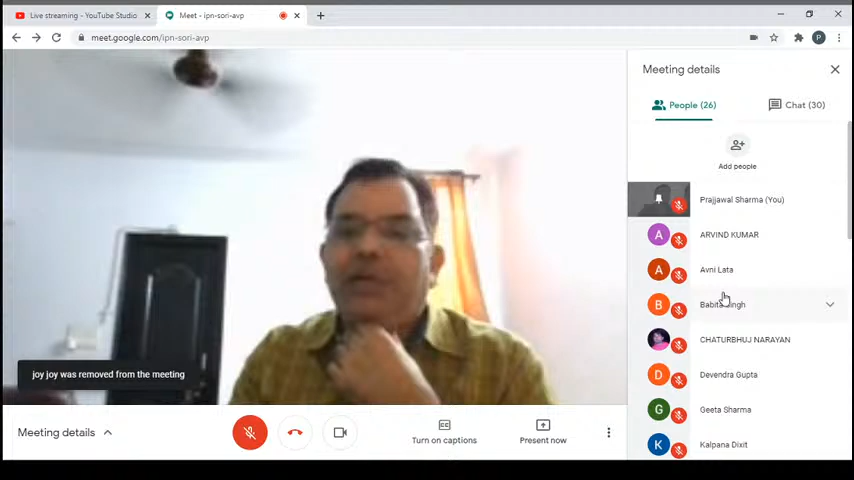 Live streaming - YouTube Studio
Meet - ipn-sori-avp
meet.google.com/ipn-sori-avp
P
Meeting details
People (26)
Chat (30)
Add people
Prajjawal Sharma (You)
A
ARVIND KUMAR
A
Avni Lata
B
CHATURBHUJ NARAYAN
D
Devendra Gupta
G
Geeta Sharma
K
Kalpana Dixit
joy joy was removed from the meeting
Meeting details
CC
Turn on captions
Present now